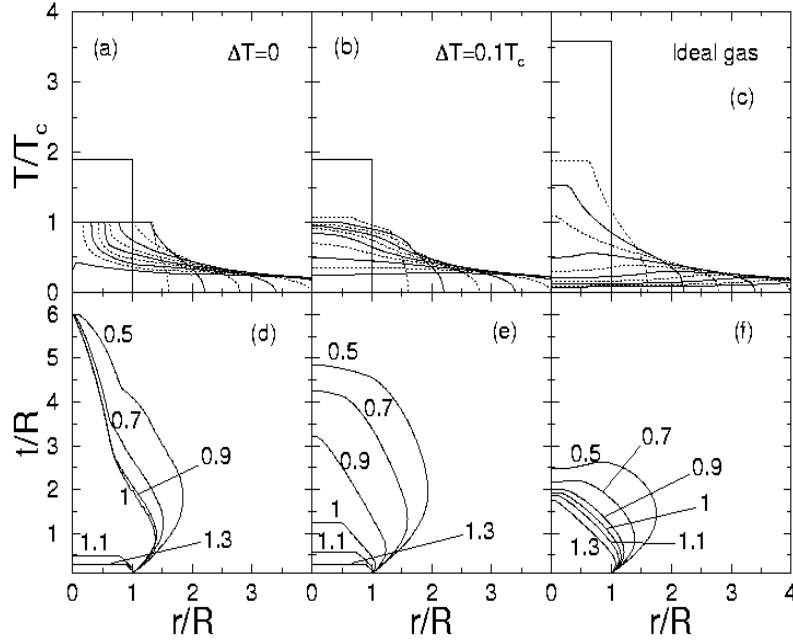 4
(a)
ΔT=0
(b)
ΔT=0.1T_c
Ideal gas
(c)
3
T/T_c
2
1
0
6
0.5
(d)
(e)
(f)
5
0.5
t/R
4
0.7
0.7
3
0.9
0.9
0.5
0.7
0.9
2
1
1
1
1
1.1
1.3
1.1
1.3
1.3
1.1
0 1 2 3 0 1 2 3 0 1 2 3 4
r/R r/R r/R